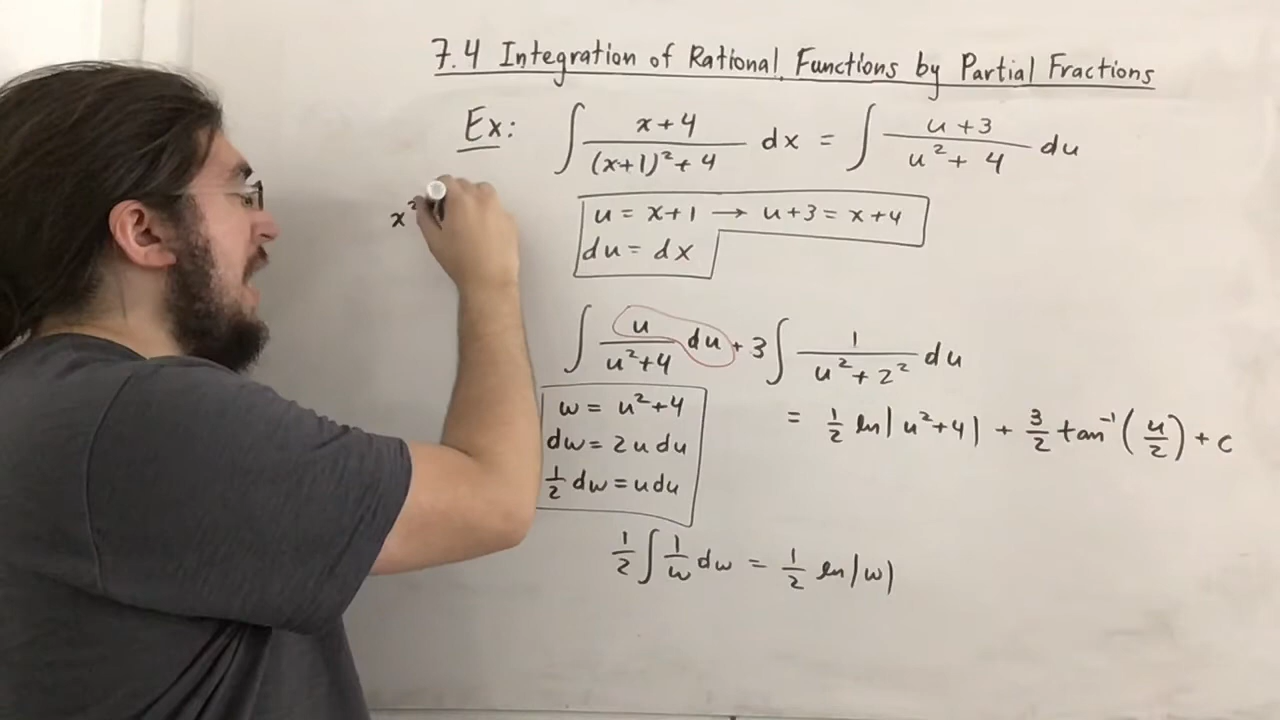 7.4 Integration of Rational Functions by Partial Fractions
Ex: ∫ (x+4)/((x+1)²+4) dx = ∫ (u+3)/(u²+4) du
x²
u = x+1 → u+3 = x+4
du = dx
∫ u/(u²+4) du + 3∫ 1/(u²+2²) du
w = u²+4
= ½ ln|u²+4| + 3/2 tan⁻¹(u/2) + c
dw = 2u du
½ dw = u du
½ ∫ 1/w dw = ½ ln|w|